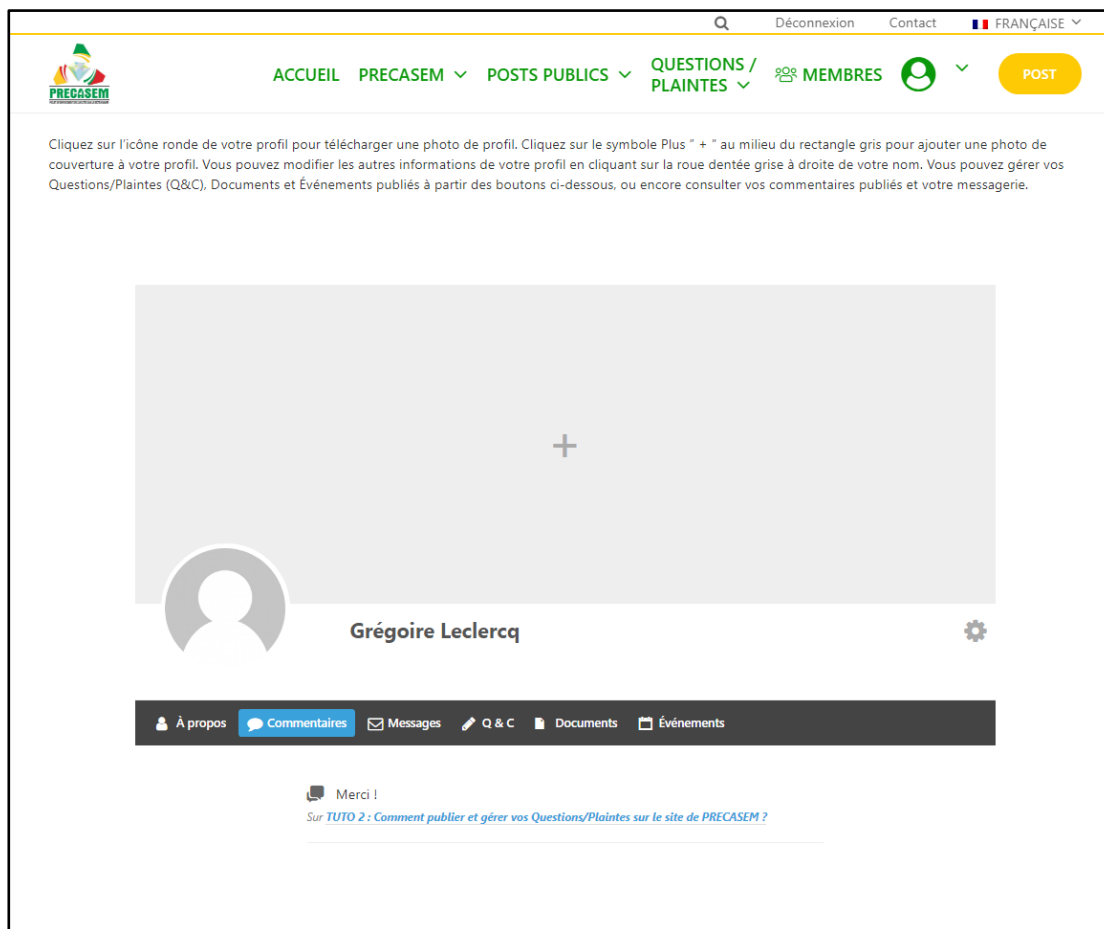 Déconnexion Contact FRANÇAISE
PRECASEM
ACCUEIL PRECASEM POSTS PUBLICS QUESTIONS / PLAINTES MEMBRES POST
Cliquez sur l'icône ronde de votre profil pour télécharger une photo de profil. Cliquez sur le symbole Plus " + " au milieu du rectangle gris pour ajouter une photo de
couverture à votre profil. Vous pouvez modifier les autres informations de votre profil en cliquant sur la roue dentée grise à droite de votre nom. Vous pouvez gérer vos
Questions/Plaintes (Q&C), Documents et Événements publiés à partir des boutons ci-dessous, ou encore consulter vos commentaires publiés et votre messagerie.
+
Grégoire Leclercq
À propos Commentaires Messages Q & C Documents Événements
Merci !
Sur TUTO 2 : Comment publier et gérer vos Questions/Plaintes sur le site de PRECASEM ?